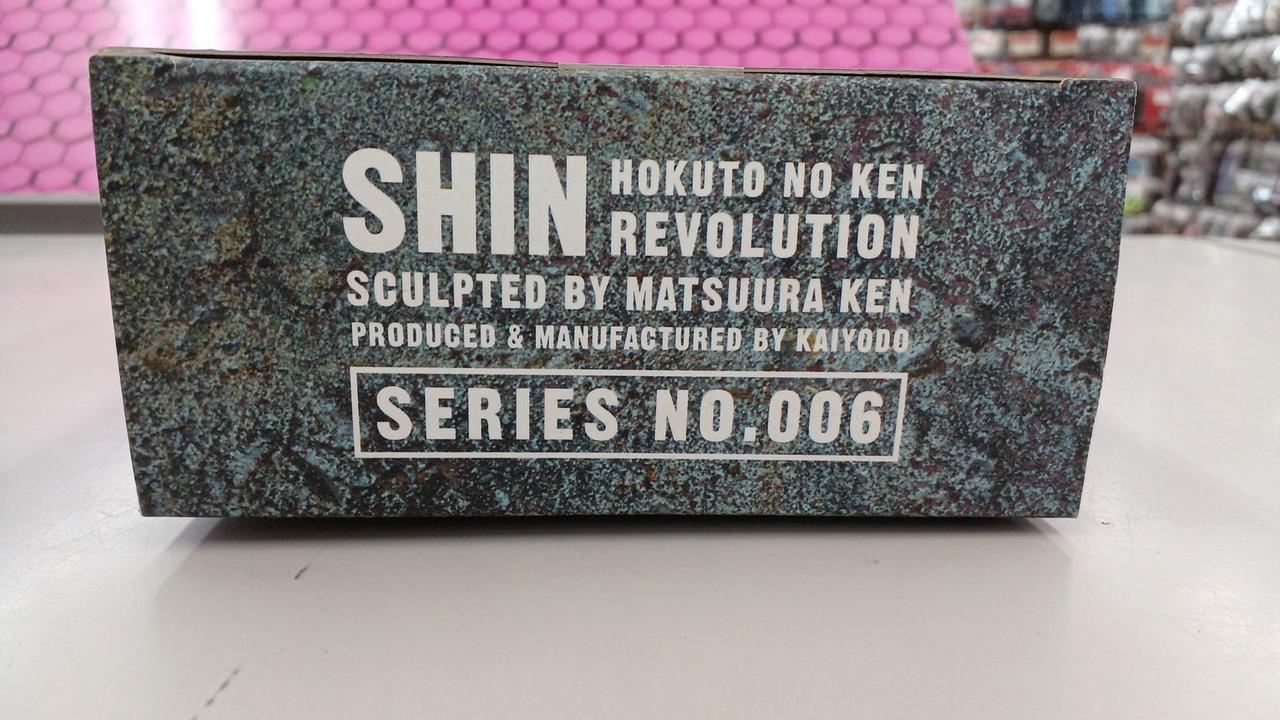 SHIN HOKUTO NO KEN
REVOLUTION
SCULPTED BY MATSUURA KEN
PRODUCED & MANUFACTURED BY KAIYODO
SERIES NO.006